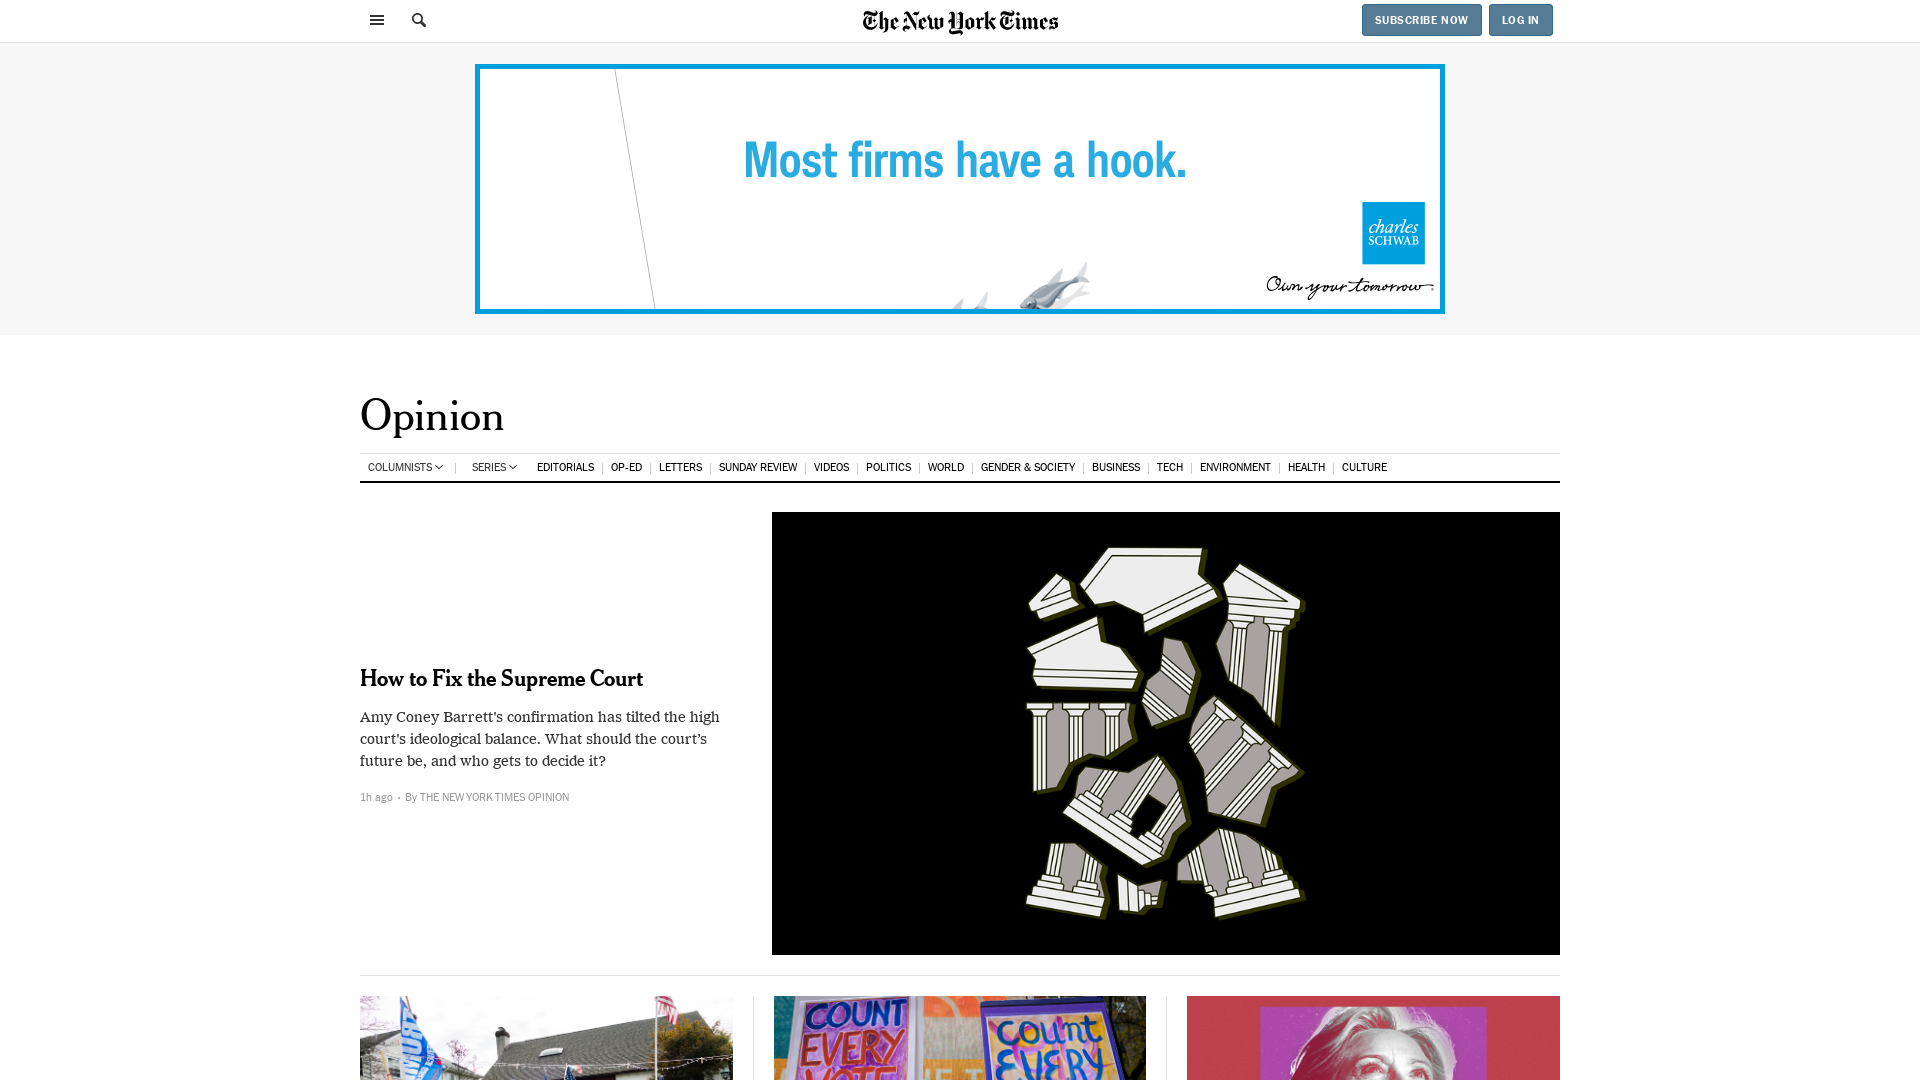 The New York Times
SUBSCRIBE NOW
LOG IN
Most firms have a hook.
charles
SCHWAB
Own your tomorrow
Opinion
COLUMNISTS
SERIES
EDITORIALS
OP-ED
LETTERS
SUNDAY REVIEW
VIDEOS
POLITICS
WORLD
GENDER & SOCIETY
BUSINESS
TECH
ENVIRONMENT
HEALTH
CULTURE
How to Fix the Supreme Court
Amy Coney Barrett's confirmation has tilted the high
court's ideological balance. What should the court’s
future be, and who gets to decide it?
1h ago • By THE NEW YORK TIMES OPINION
COUNT
EVERY
VOTE
COUNT
EVERY